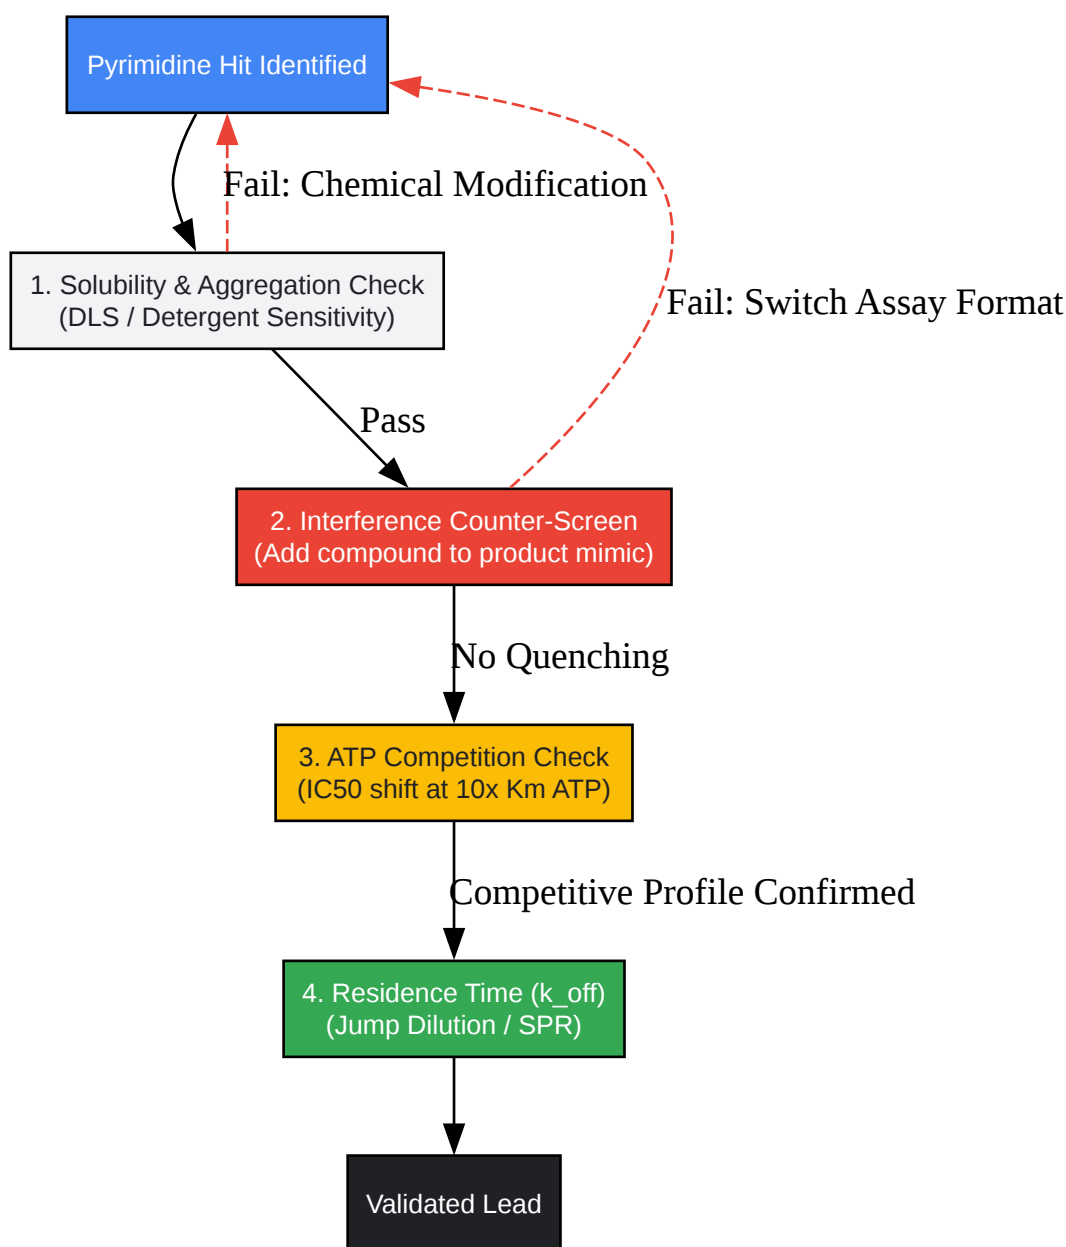 Pyrimidine Hit Identified
Fail: Chemical Modification
1. Solubility & Aggregation Check
(DLS / Detergent Sensitivity)
Fail: Switch Assay Format
Pass
2. Interference Counter-Screen
(Add compound to product mimic)
No Quenching
3. ATP Competition Check
(IC50 shift at 10x Km ATP)
Competitive Profile Confirmed
4. Residence Time (k_off)
(Jump Dilution / SPR)
Validated Lead